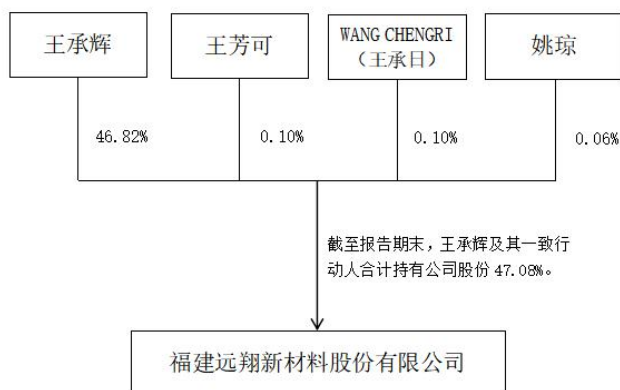 王承辉
王芳可
WANG CHENGRI
（王承日）
姚琼
46.82%
0.10%
0.10%
0.06%
截至报告期末，王承辉及其一致行
动人合计持有公司股份 47.08%。
福建远翔新材料股份有限公司